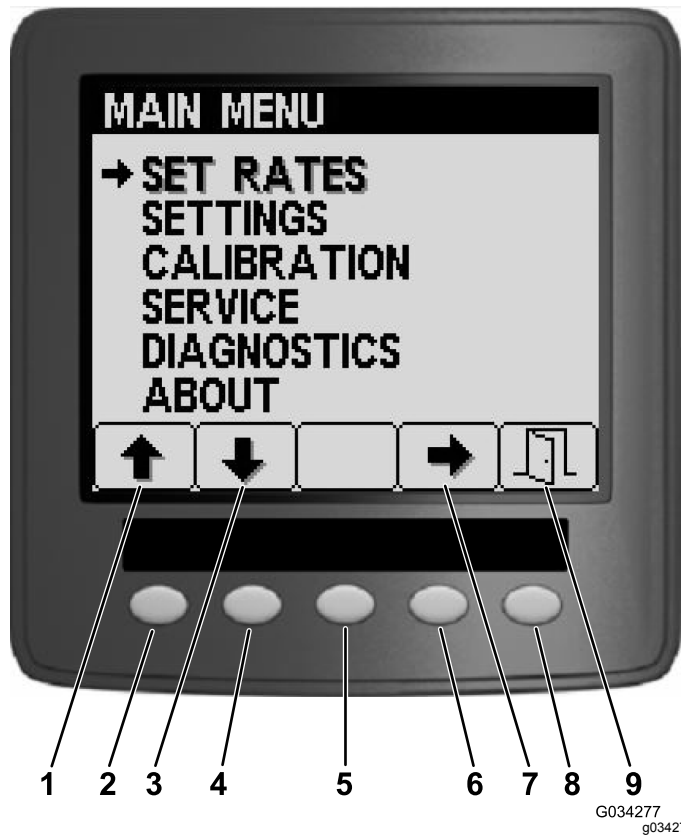 MAIN MENU
SET RATES
SETTINGS
CALIBRATION
SERVICE
DIAGNOSTICS
ABOUT
1 2 3 4 5 6 7 8 9
G034277
g03427